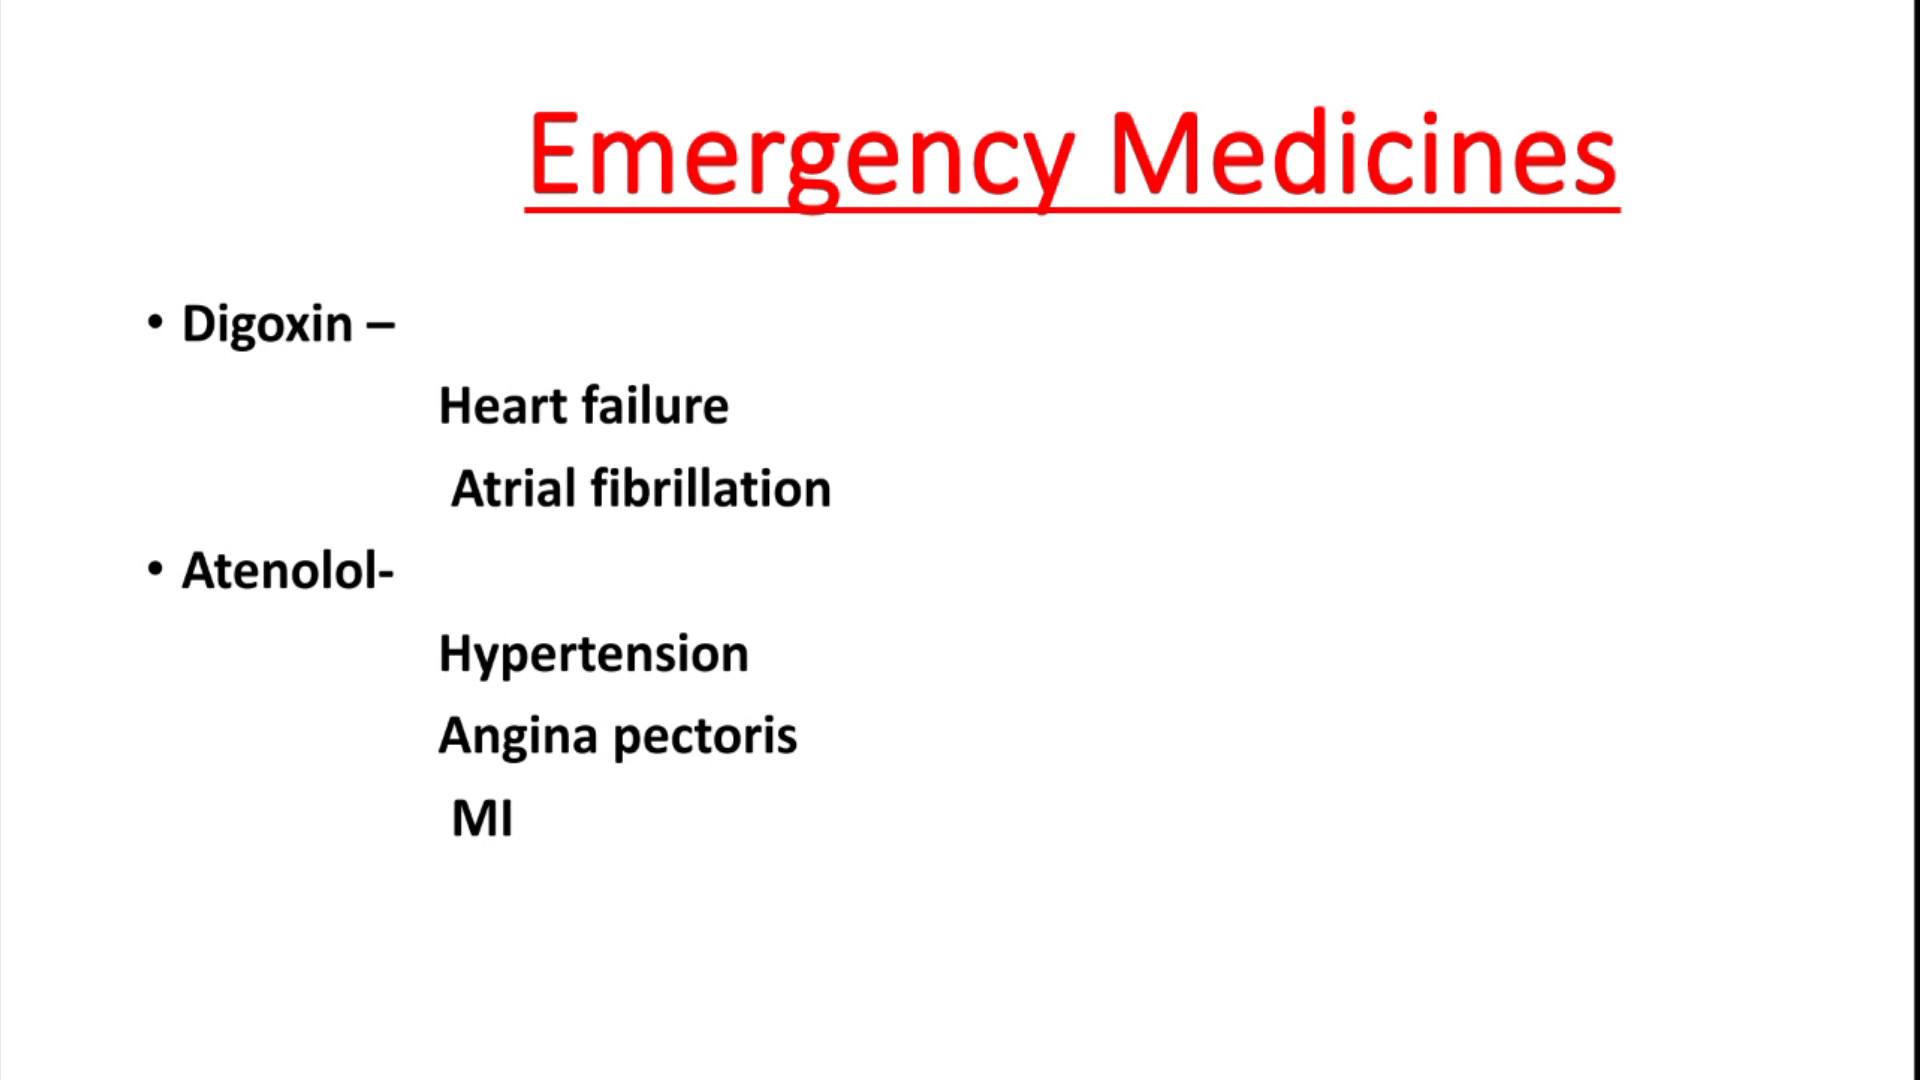 Emergency Medicines
• Digoxin –
Heart failure
Atrial fibrillation
• Atenolol-
Hypertension
Angina pectoris
MI